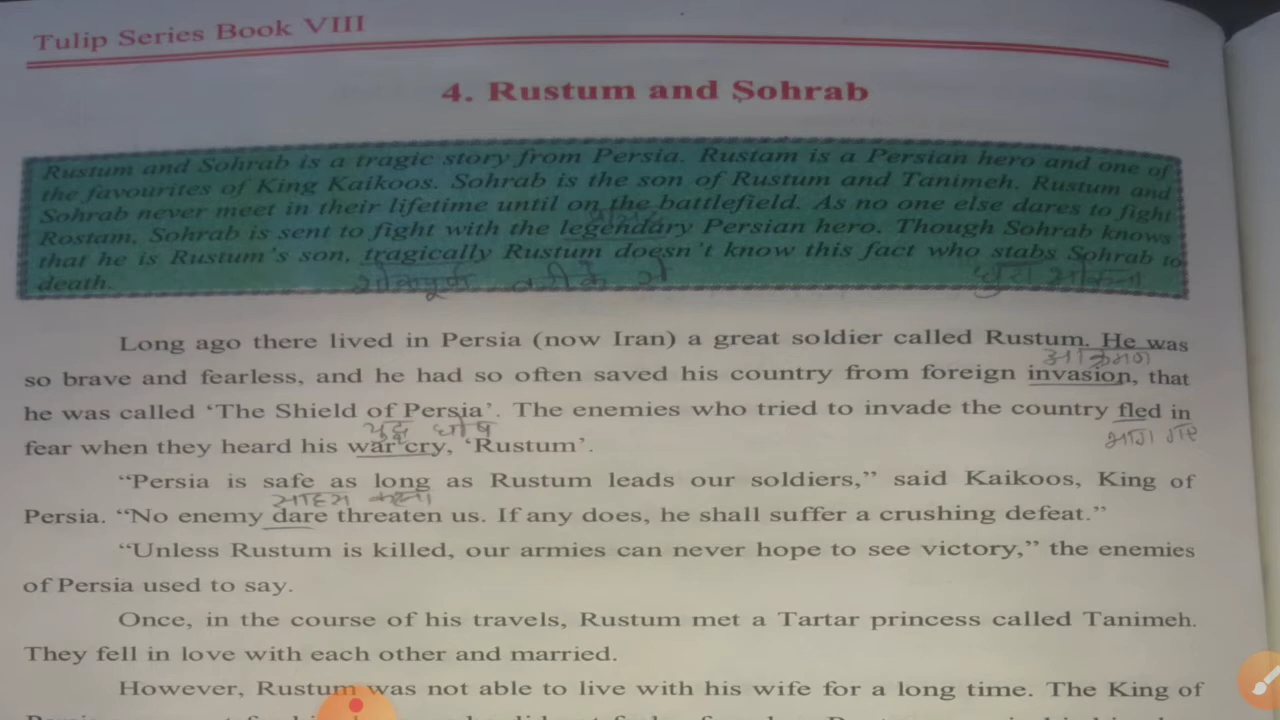 Tulip Series Book VIII
4. Rustum and Sohrab
Rustum and Sohrab is a tragic story from Persia. Rustam is a Persian hero and one of
the favourites of King Kaikoos. Sohrab is the son of Rustum and Tanimeh. Rustum and
Sohrab never meet in their lifetime until on the battlefield. As no one else dares to fight
Rostam, Sohrab is sent to fight with the legendary Persian hero. Though Sohrab knows
that he is Rustum's son, tragically Rustum doesn't know this fact who stabs Sohrab to
death.
शोकपूर्ण तरीके से
Long ago there lived in Persia (now Iran) a great soldier called Rustum. He was
आक्रमण
so brave and fearless, and he had so often saved his country from foreign invasion, that
he was called 'The Shield of Persia'. The enemies who tried to invade the country fled in
युद्ध घोष
भाग गए
fear when they heard his war cry, 'Rustum'.
"Persia is safe as long as Rustum leads our soldiers," said Kaikoos, King of
साहस करना
Persia. "No enemy dare threaten us. If any does, he shall suffer a crushing defeat."
"Unless Rustum is killed, our armies can never hope to see victory," the enemies
of Persia used to say.
Once, in the course of his travels, Rustum met a Tartar princess called Tanimeh.
They fell in love with each other and married.
However, Rustum was not able to live with his wife for a long time. The King of